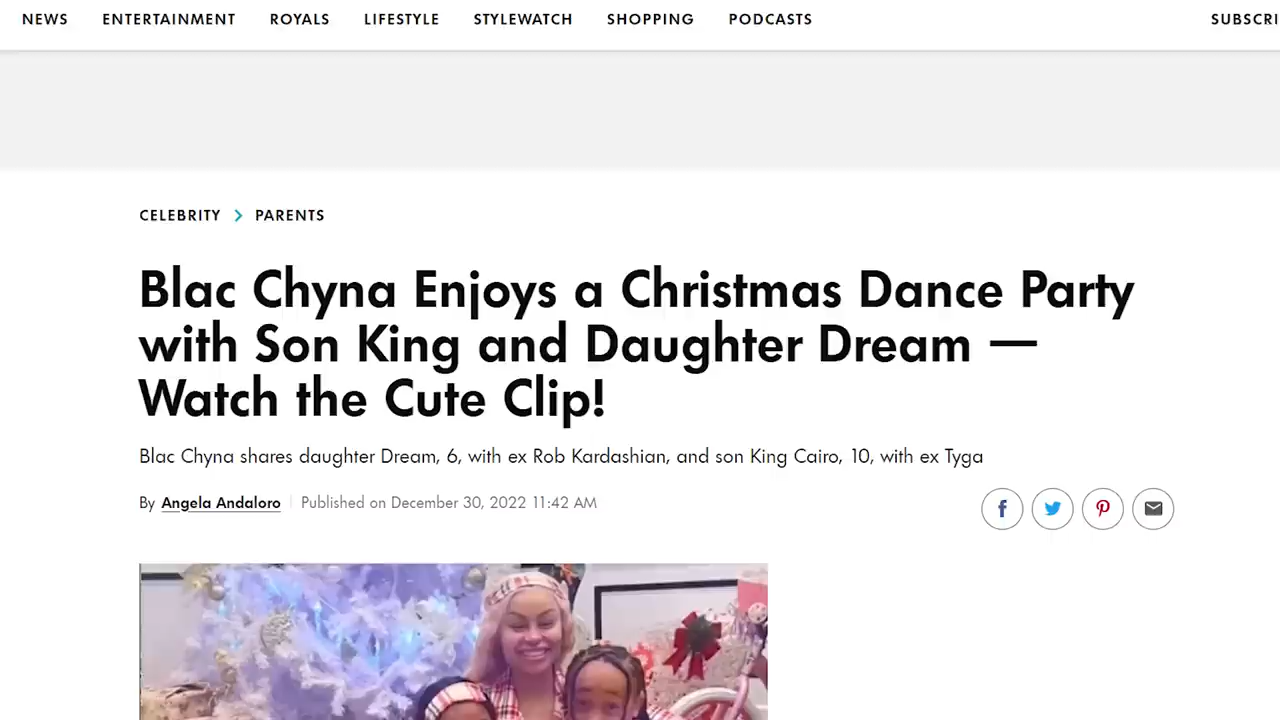 NEWS ENTERTAINMENT ROYALS LIFESTYLE STYLEWATCH SHOPPING PODCASTS SUBSCRI
CELEBRITY > PARENTS
Blac Chyna Enjoys a Christmas Dance Party
with Son King and Daughter Dream —
Watch the Cute Clip!
Blac Chyna shares daughter Dream, 6, with ex Rob Kardashian, and son King Cairo, 10, with ex Tyga
By Angela Andaloro | Published on December 30, 2022 11:42 AM